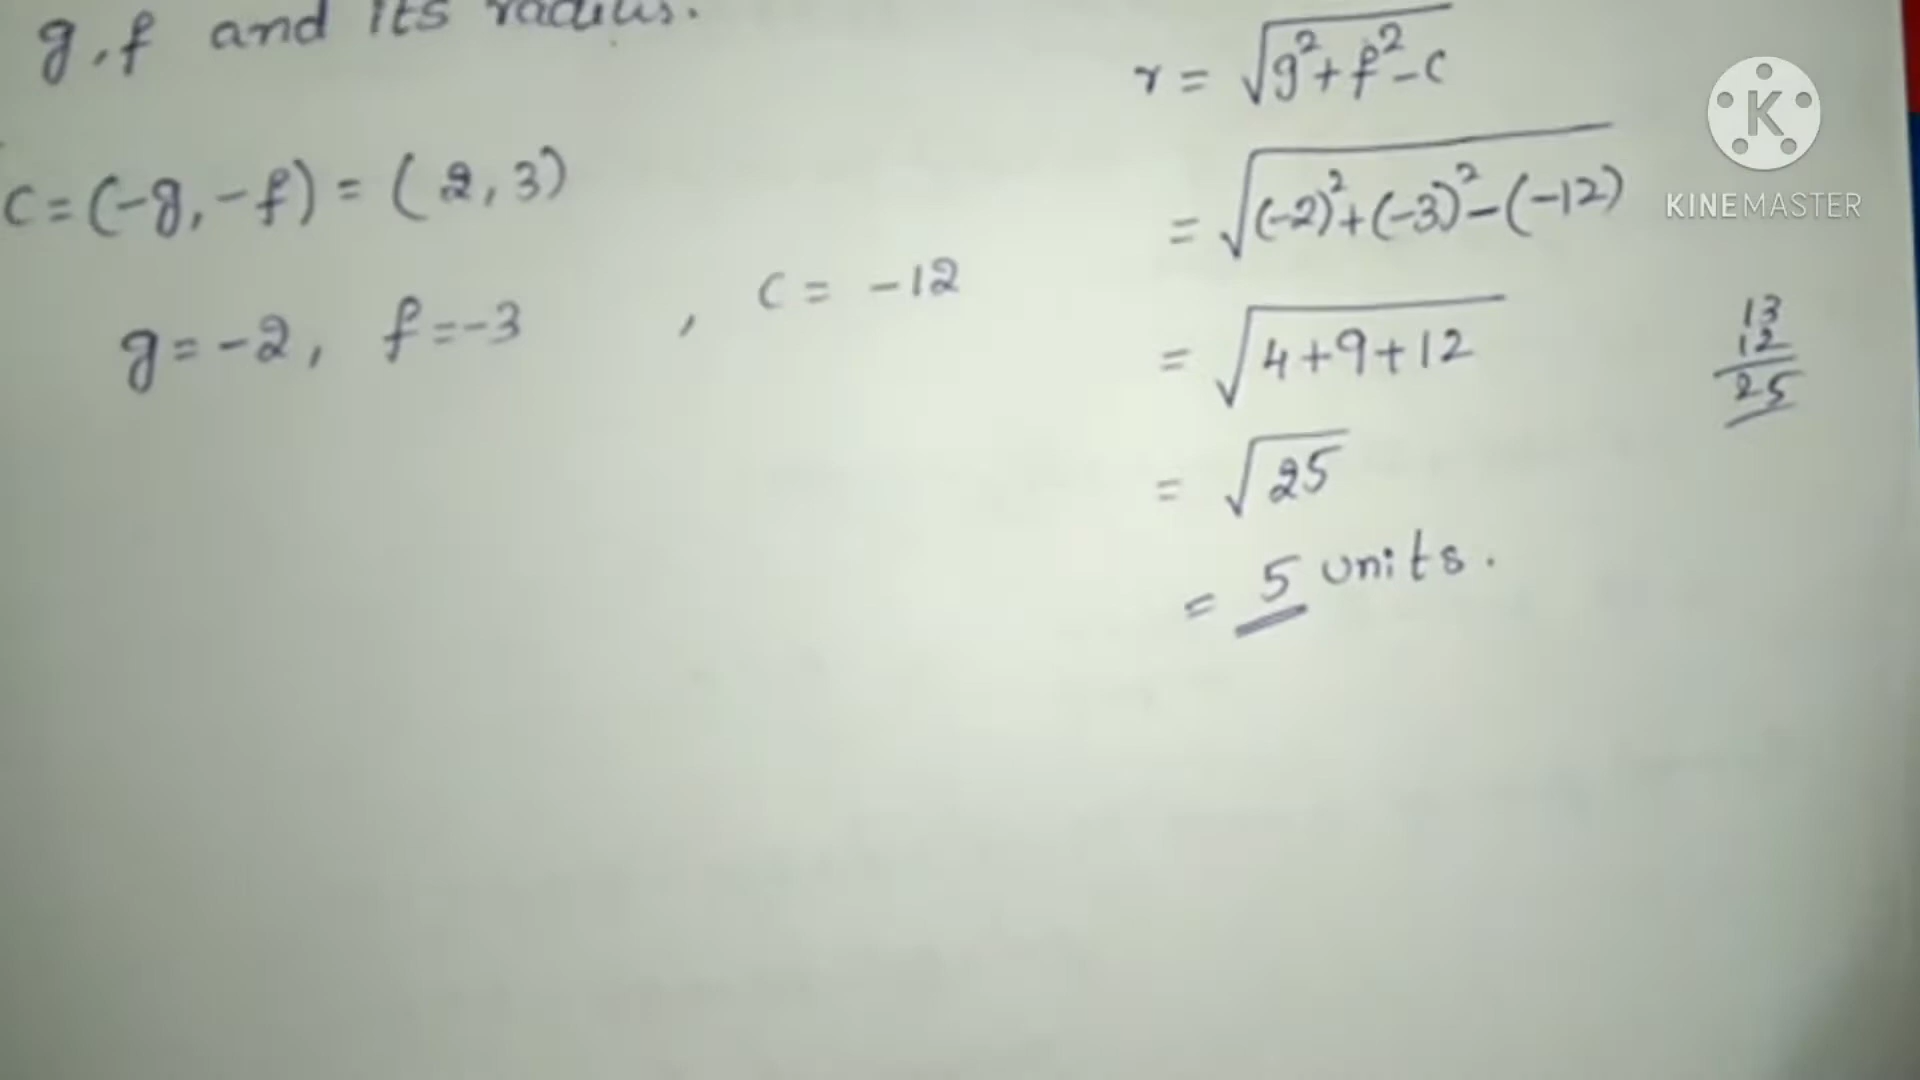 g, f and its radius.
C = (-g, -f) = (2, 3)
g = -2, f = -3 , c = -12
r = √g²+f²-c
= √(-2)²+(-3)²-(-12)
= √4+9+12
= √25
= 5 units.
13
12
25
K
KINEMASTER